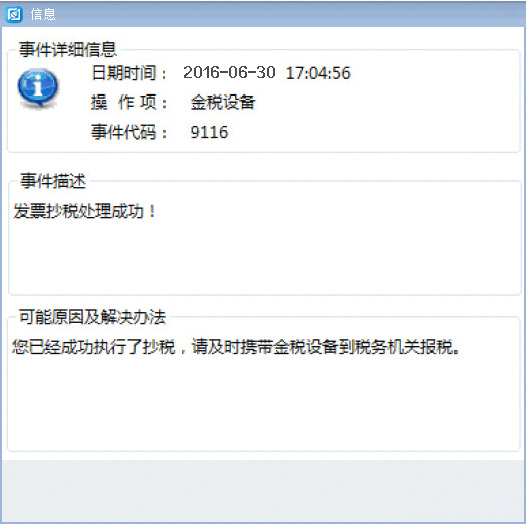 信息
事件详细信息
日期时间： 2016-06-30 17:04:56
操 作 项： 金税设备
事件代码： 9116
事件描述
发票抄税处理成功！
可能原因及解决办法
您已经成功执行了抄税，请及时携带金税设备到税务机关报税。